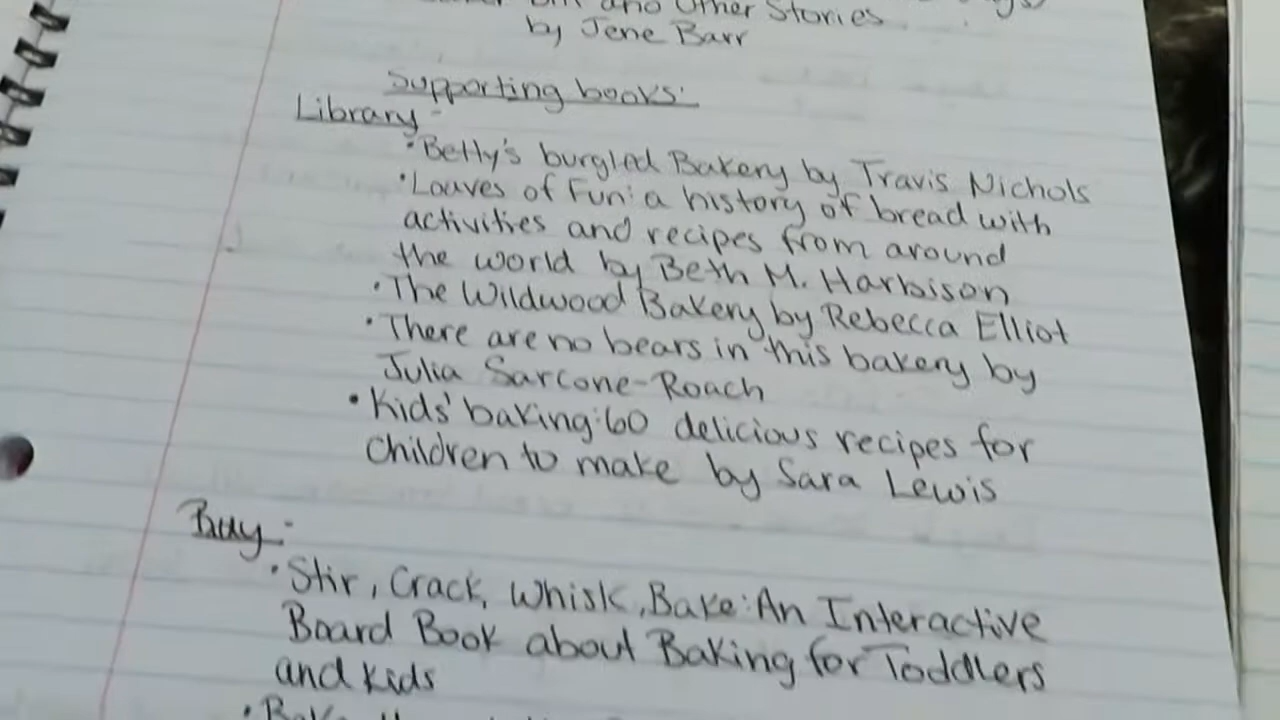 and Other Stories
by Jene Barr
Supporting books:
Library:
• Betty's burgled Bakery by Travis Nichols
• Loaves of Fun: a history of bread with
activities and recipes from around
the world by Beth M. Harbison
• The Wildwood Bakery by Rebecca Elliot
• There are no bears in this bakery by
Julia Sarcone-Roach
• Kids' baking: 60 delicious recipes for
children to make by Sara Lewis
Buy:
• Stir, Crack, Whisk, Bake: An Interactive
Board Book about Baking for Toddlers
and Kids